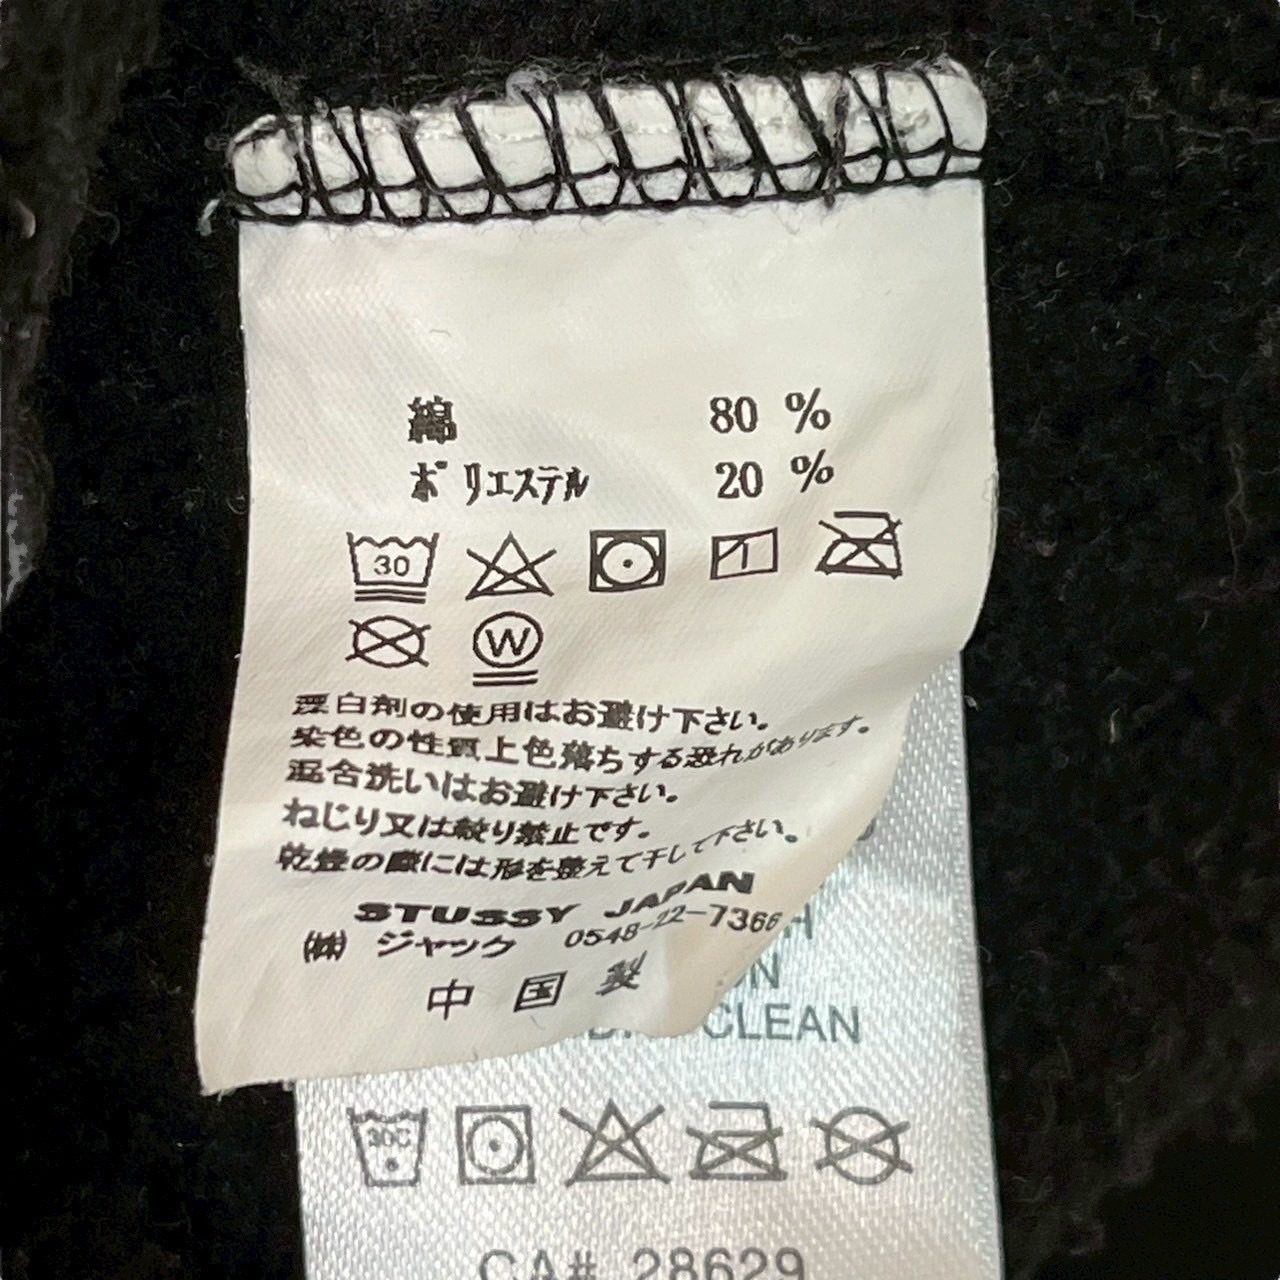 綿 80 %
ポリエステル 20 %
30
W
漂白剤の使用はお避け下さい。
染色の性質上色落ちする恐れがあります。
混合洗いはお避け下さい。
ねじり又は絞り禁止です。
乾燥の際には形を整えて干して下さい。
STUSSY JAPAN
㈱ ジャック 0548-22-7366
中国製
CLEAN
30C
CA# 28629